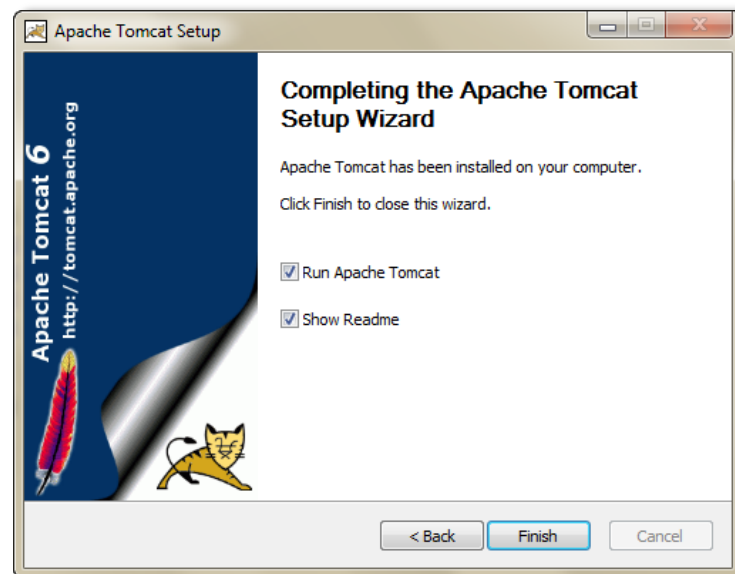 Apache Tomcat Setup
Apache Tomcat 6
http://tomcat.apache.org
Completing the Apache Tomcat
Setup Wizard
Apache Tomcat has been installed on your computer.
Click Finish to close this wizard.
Run Apache Tomcat
Show Readme
< Back
Finish
Cancel